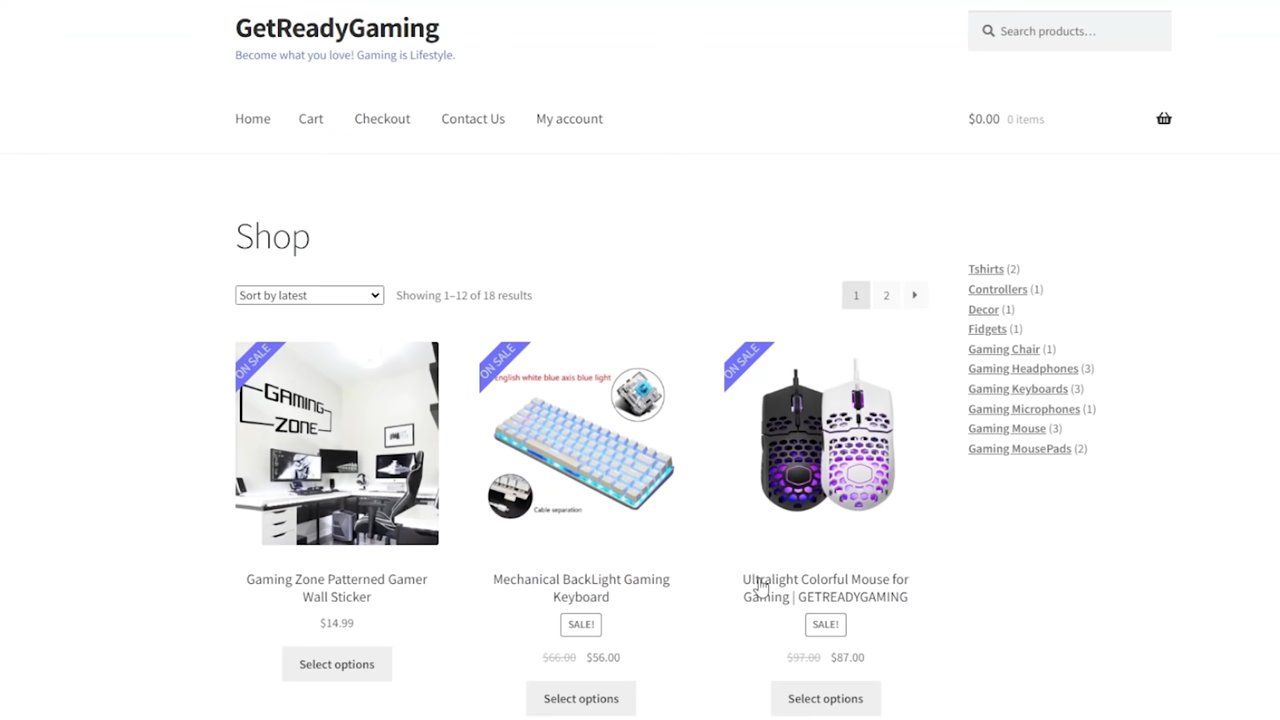 GetReadyGaming
Become what you love! Gaming is Lifestyle.
Search products…
Home
Cart
Checkout
Contact Us
My account
$0.00 0 items
Shop
Sort by latest
Showing 1–12 of 18 results
1
2
Tshirts (2)
Controllers (1)
Decor (1)
Fidgets (1)
Gaming Chair (1)
Gaming Headphones (3)
Gaming Keyboards (3)
Gaming Microphones (1)
Gaming Mouse (3)
Gaming MousePads (2)
ON SALE
GAMING
ZONE
Gaming Zone Patterned Gamer
Wall Sticker
$14.99
Select options
ON SALE
English white blue axis blue light
Cable separation
Mechanical BackLight Gaming
Keyboard
SALE!
$66.00 $56.00
Select options
ON SALE
Ultralight Colorful Mouse for
Gaming | GETREADYGAMING
SALE!
$97.00 $87.00
Select options